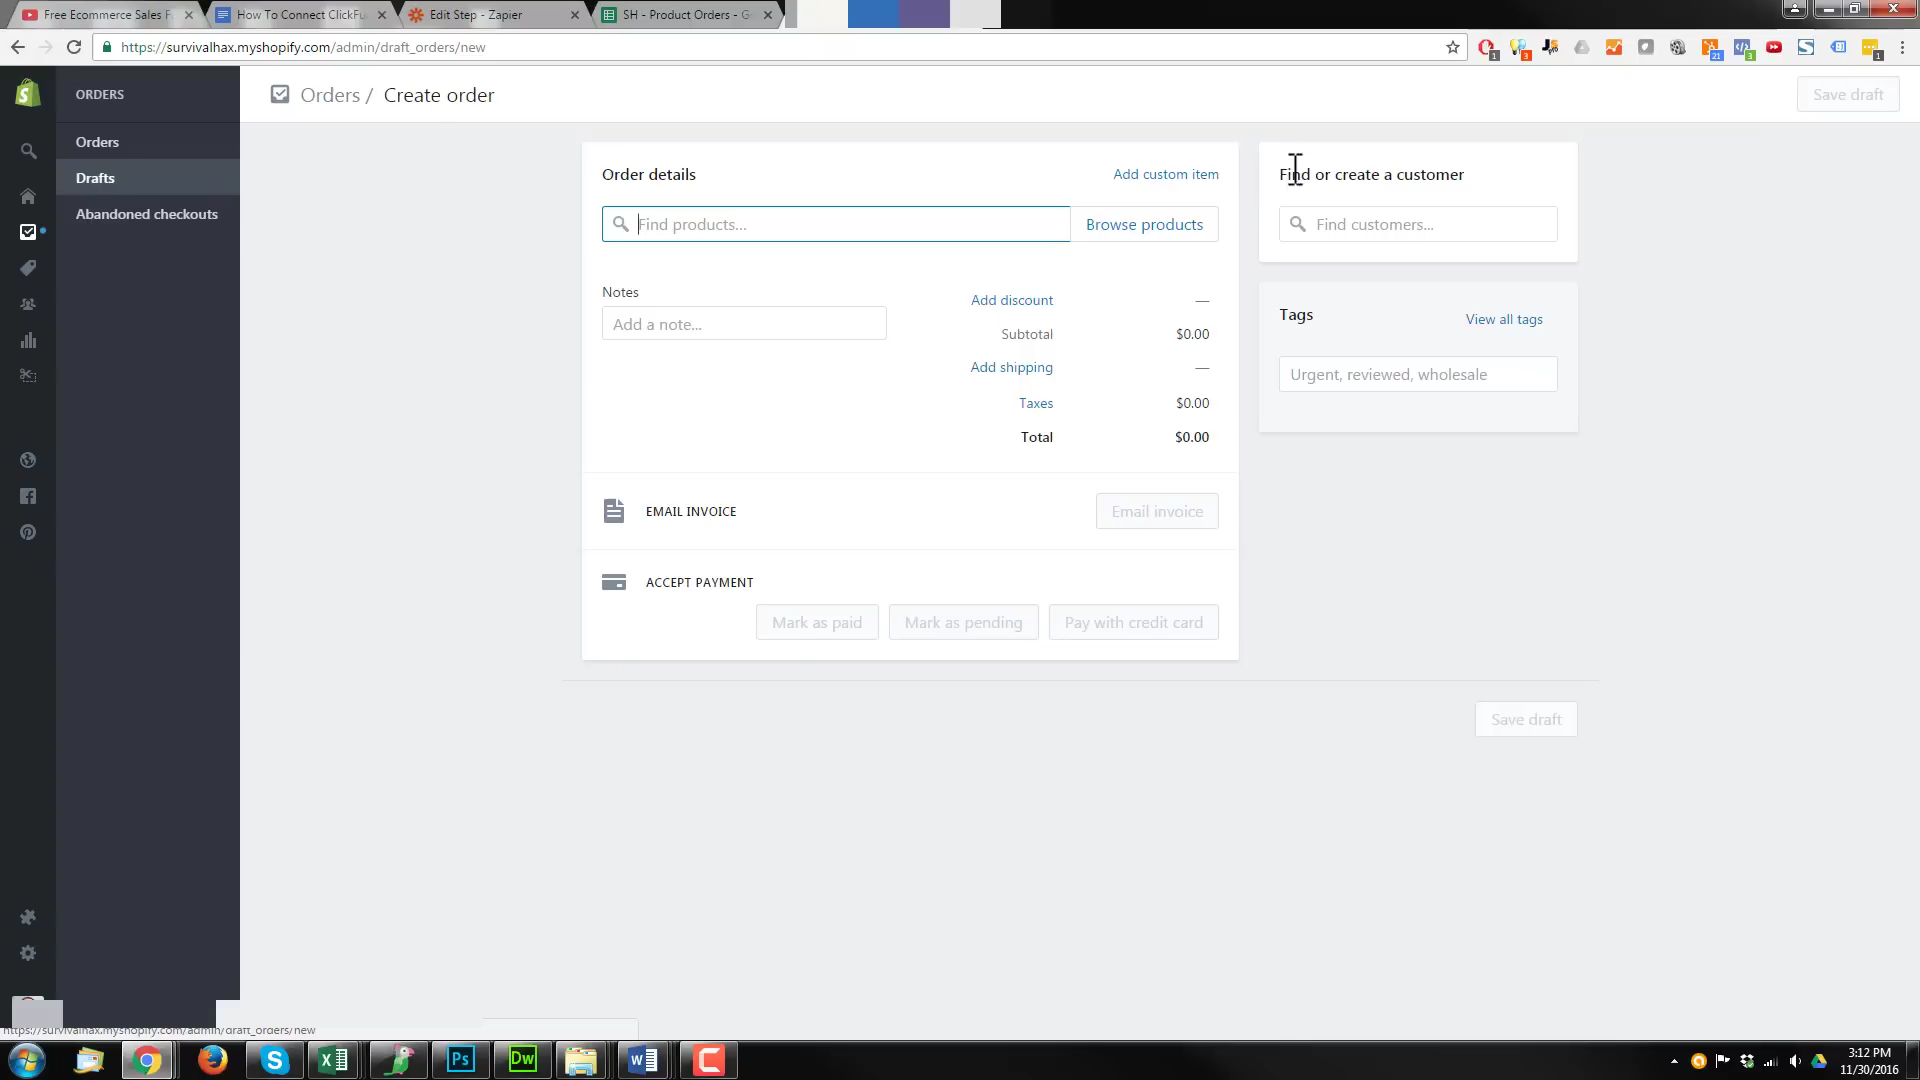 Free Ecommerce Sales F
How To Connect ClickFu
Edit Step - Zapier
SH - Product Orders - G
https://survivalhax.myshopify.com/admin/draft_orders/new
ORDERS
Orders / Create order
Save draft
Orders
Drafts
Abandoned checkouts
Order details
Add custom item
Find products...
Browse products
Notes
Add a note...
Add discount —
Subtotal $0.00
Add shipping —
Taxes $0.00
Total $0.00
EMAIL INVOICE
Email invoice
ACCEPT PAYMENT
Mark as paid
Mark as pending
Pay with credit card
Find or create a customer
Find customers...
Tags
View all tags
Urgent, reviewed, wholesale
Save draft
https://survivalhax.myshopify.com/admin/draft_orders/new
Ps
Dw
3:12 PM
11/30/2016